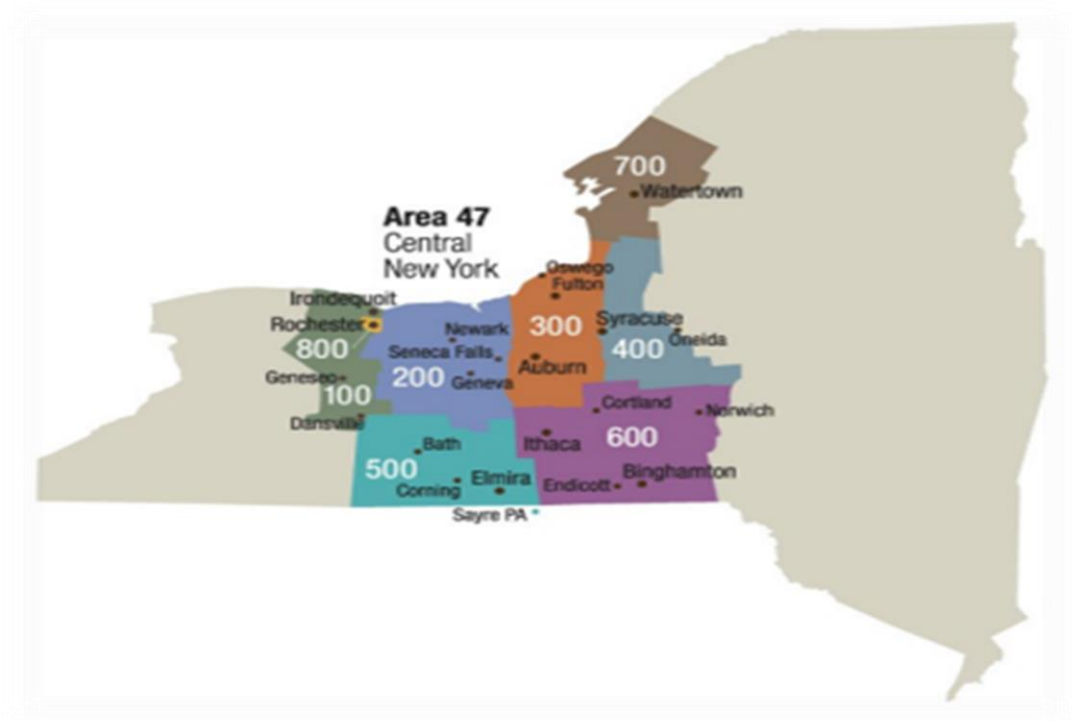 700
Watertown
Area 47
Central
New York
Oswego
Fulton
Irondequoit
Rochester
Newark
300
Syracuse
800
Seneca Falls
400
Oneida
Geneseo
200
Geneva
Auburn
100
Dansville
Cortland
Norwich
Bath
Ithaca
600
500
Corning
Elmira
Endicott
Binghamton
Sayre PA